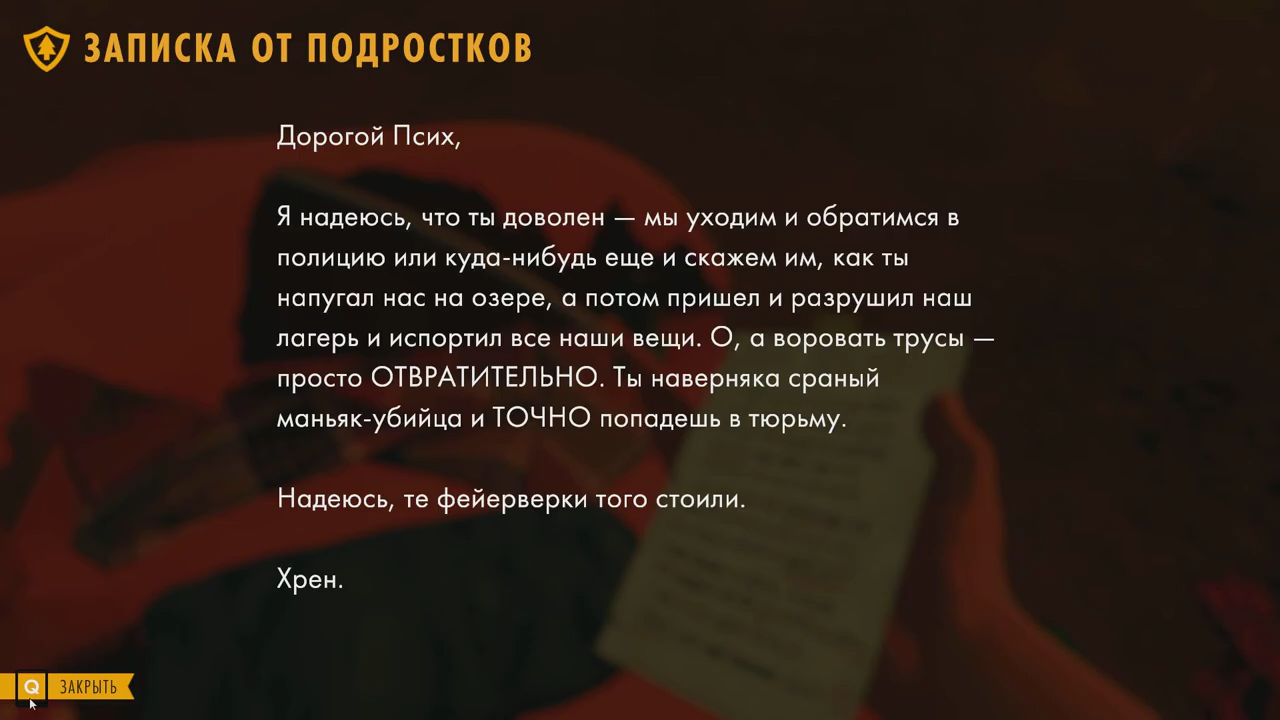 ЗАПИСКА ОТ ПОДРОСТКОВ
Дорогой Псих,
Я надеюсь, что ты доволен — мы уходим и обратимся в
полицию или куда-нибудь еще и скажем им, как ты
напугал нас на озере, а потом пришел и разрушил наш
лагерь и испортил все наши вещи. О, а воровать трусы —
просто ОТВРАТИТЕЛЬНО. Ты наверняка сраный
маньяк-убийца и ТОЧНО попадешь в тюрьму.
Надеюсь, те фейерверки того стоили.
Хрен.
Q ЗАКРЫТЬ